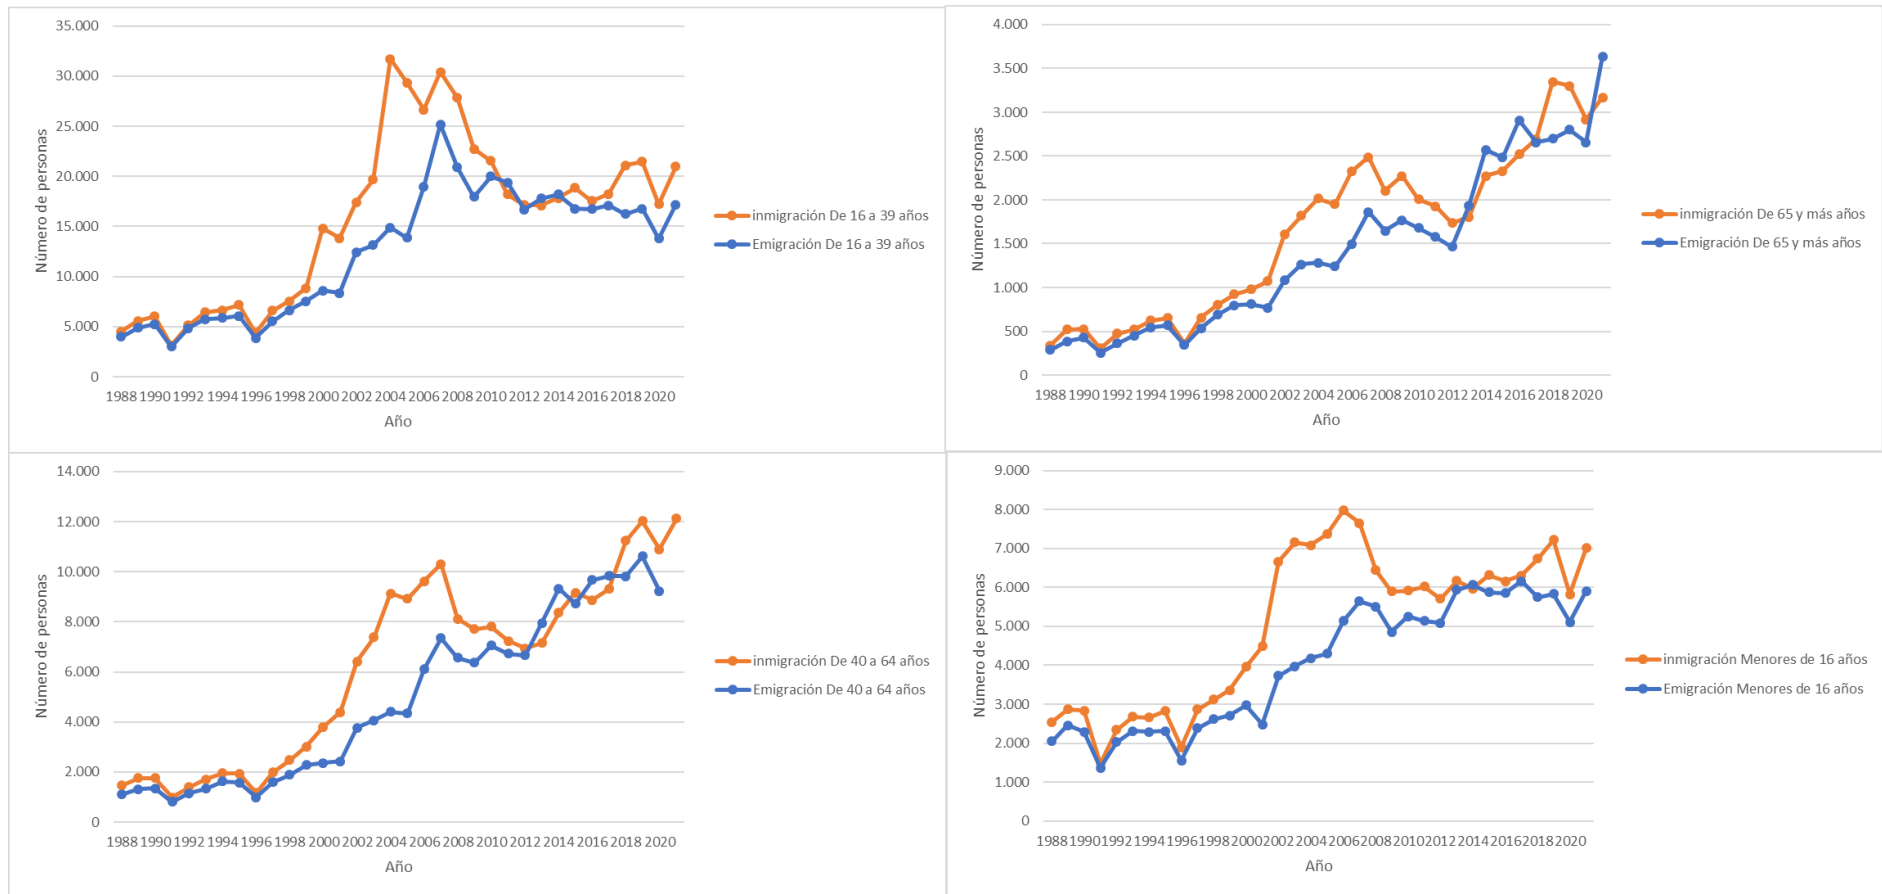 35.000
30.000
25.000
20.000
15.000
10.000
5.000
0
Número de personas
1988 1990 1992 1994 1996 1998 2000 2002 2004 2006 2008 2010 2012 2014 2016 2018 2020
Año
inmigración De 16 a 39 años
Emigración De 16 a 39 años
4.000
3.500
3.000
2.500
2.000
1.500
1.000
500
0
Número de personas
1988 1990 1992 1994 1996 1998 2000 2002 2004 2006 2008 2010 2012 2014 2016 2018 2020
Año
inmigración De 65 y más años
Emigración De 65 y más años
14.000
12.000
10.000
8.000
6.000
4.000
2.000
0
Número de personas
1988 1990 1992 1994 1996 1998 2000 2002 2004 2006 2008 2010 2012 2014 2016 2018 2020
Año
inmigración De 40 a 64 años
Emigración De 40 a 64 años
9.000
8.000
7.000
6.000
5.000
4.000
3.000
2.000
1.000
0
Número de personas
1988 1990 1992 1994 1996 1998 2000 2002 2004 2006 2008 2010 2012 2014 2016 2018 2020
Año
inmigración Menores de 16 años
Emigración Menores de 16 años